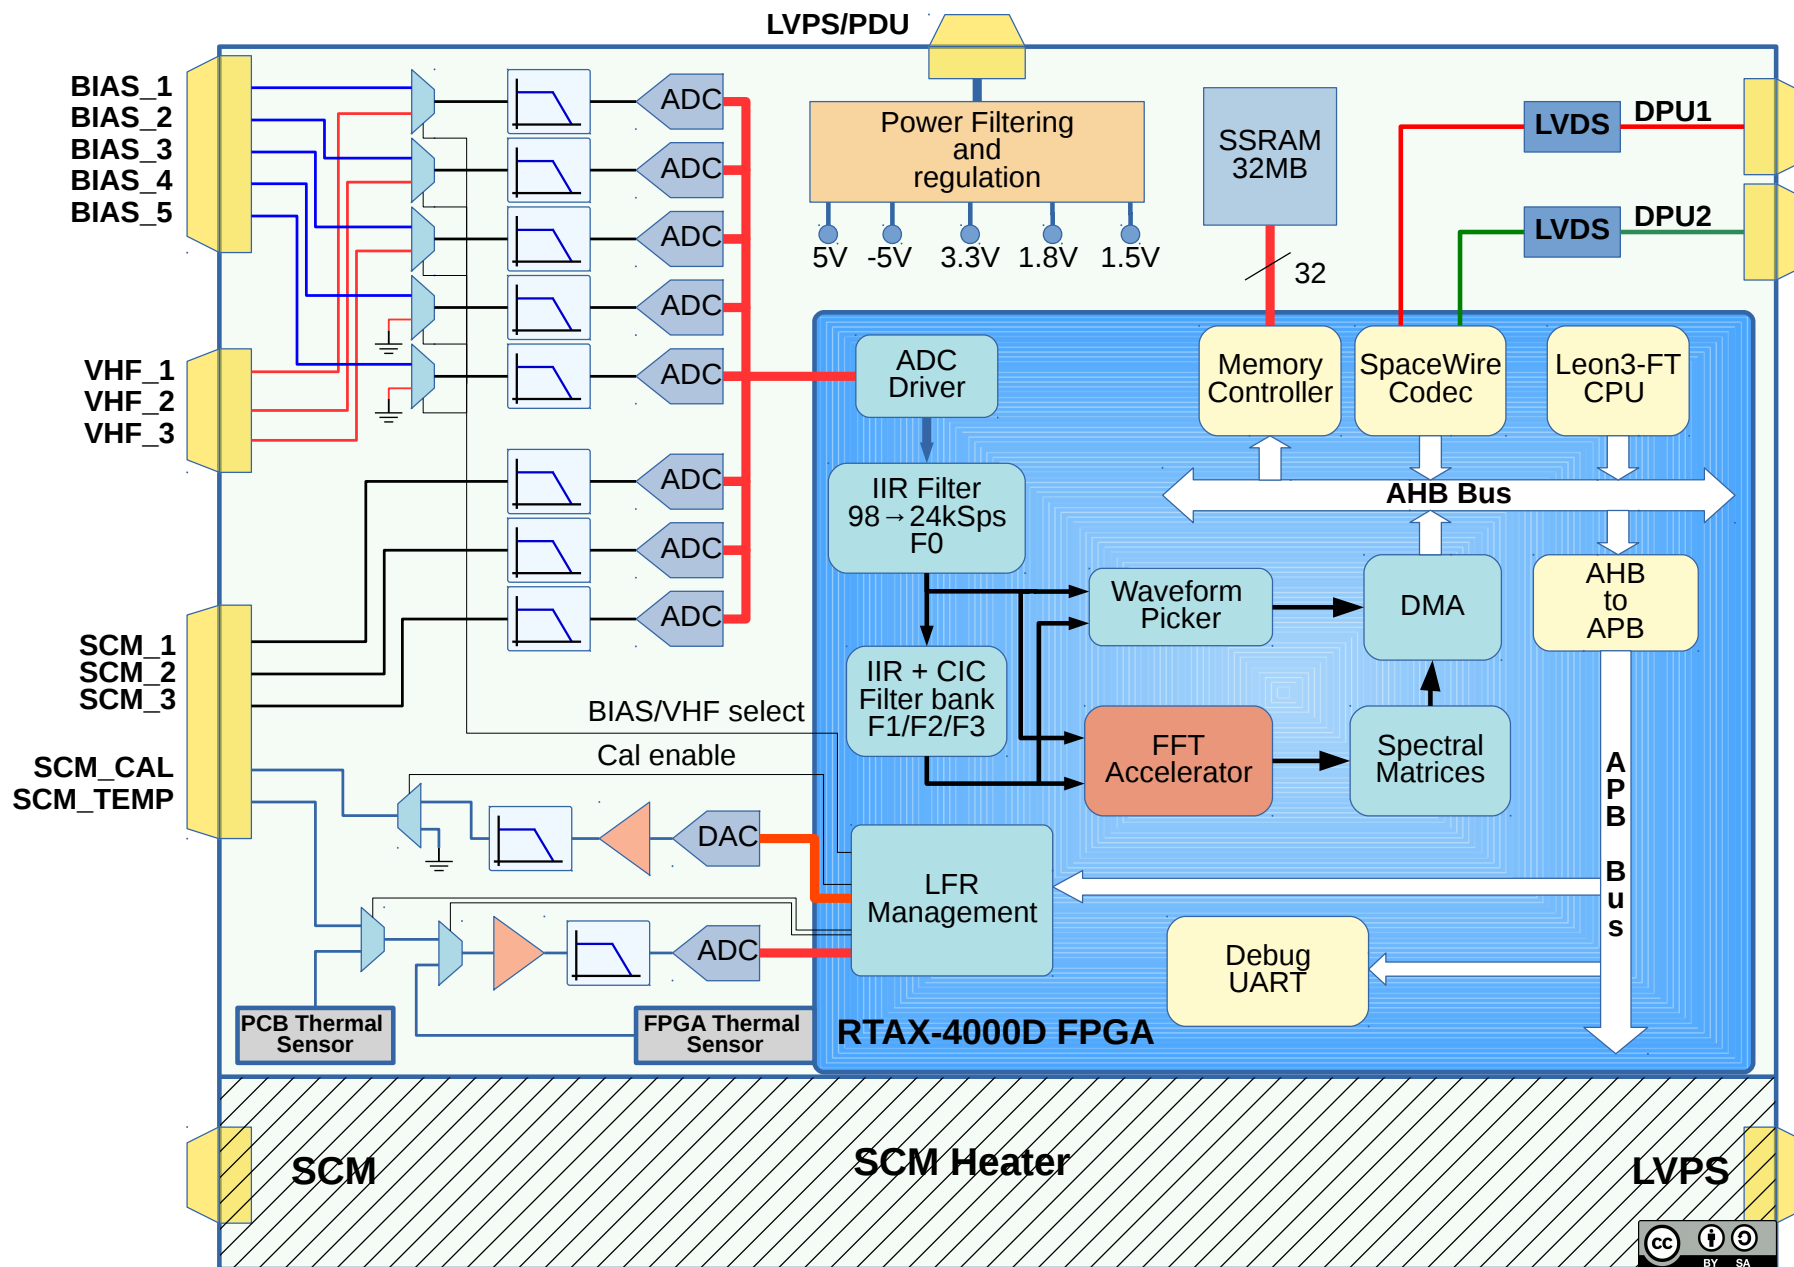 LVPS/PDU
BIAS_1
BIAS_2
BIAS_3
BIAS_4
BIAS_5
VHF_1
VHF_2
VHF_3
SCM_1
SCM_2
SCM_3
SCM_CAL
SCM_TEMP
ADC
ADC
ADC
ADC
ADC
ADC
ADC
ADC
Power Filtering
and
regulation
5V
-5V
3.3V
1.8V
1.5V
SSRAM
32MB
32
LVDS
DPU1
LVDS
DPU2
ADC
Driver
Memory
Controller
SpaceWire
Codec
Leon3-FT
CPU
AHB Bus
IIR Filter
98→24kSps
F0
Waveform
Picker
DMA
AHB
to
APB
IIR + CIC
Filter bank
F1/F2/F3
FFT
Accelerator
Spectral
Matrices
BIAS/VHF select
Cal enable
DAC
ADC
LFR
Management
Debug
UART
APB Bus
PCB Thermal
Sensor
FPGA Thermal
Sensor
RTAX-4000D FPGA
SCM
SCM Heater
LVPS
cc
BY SA